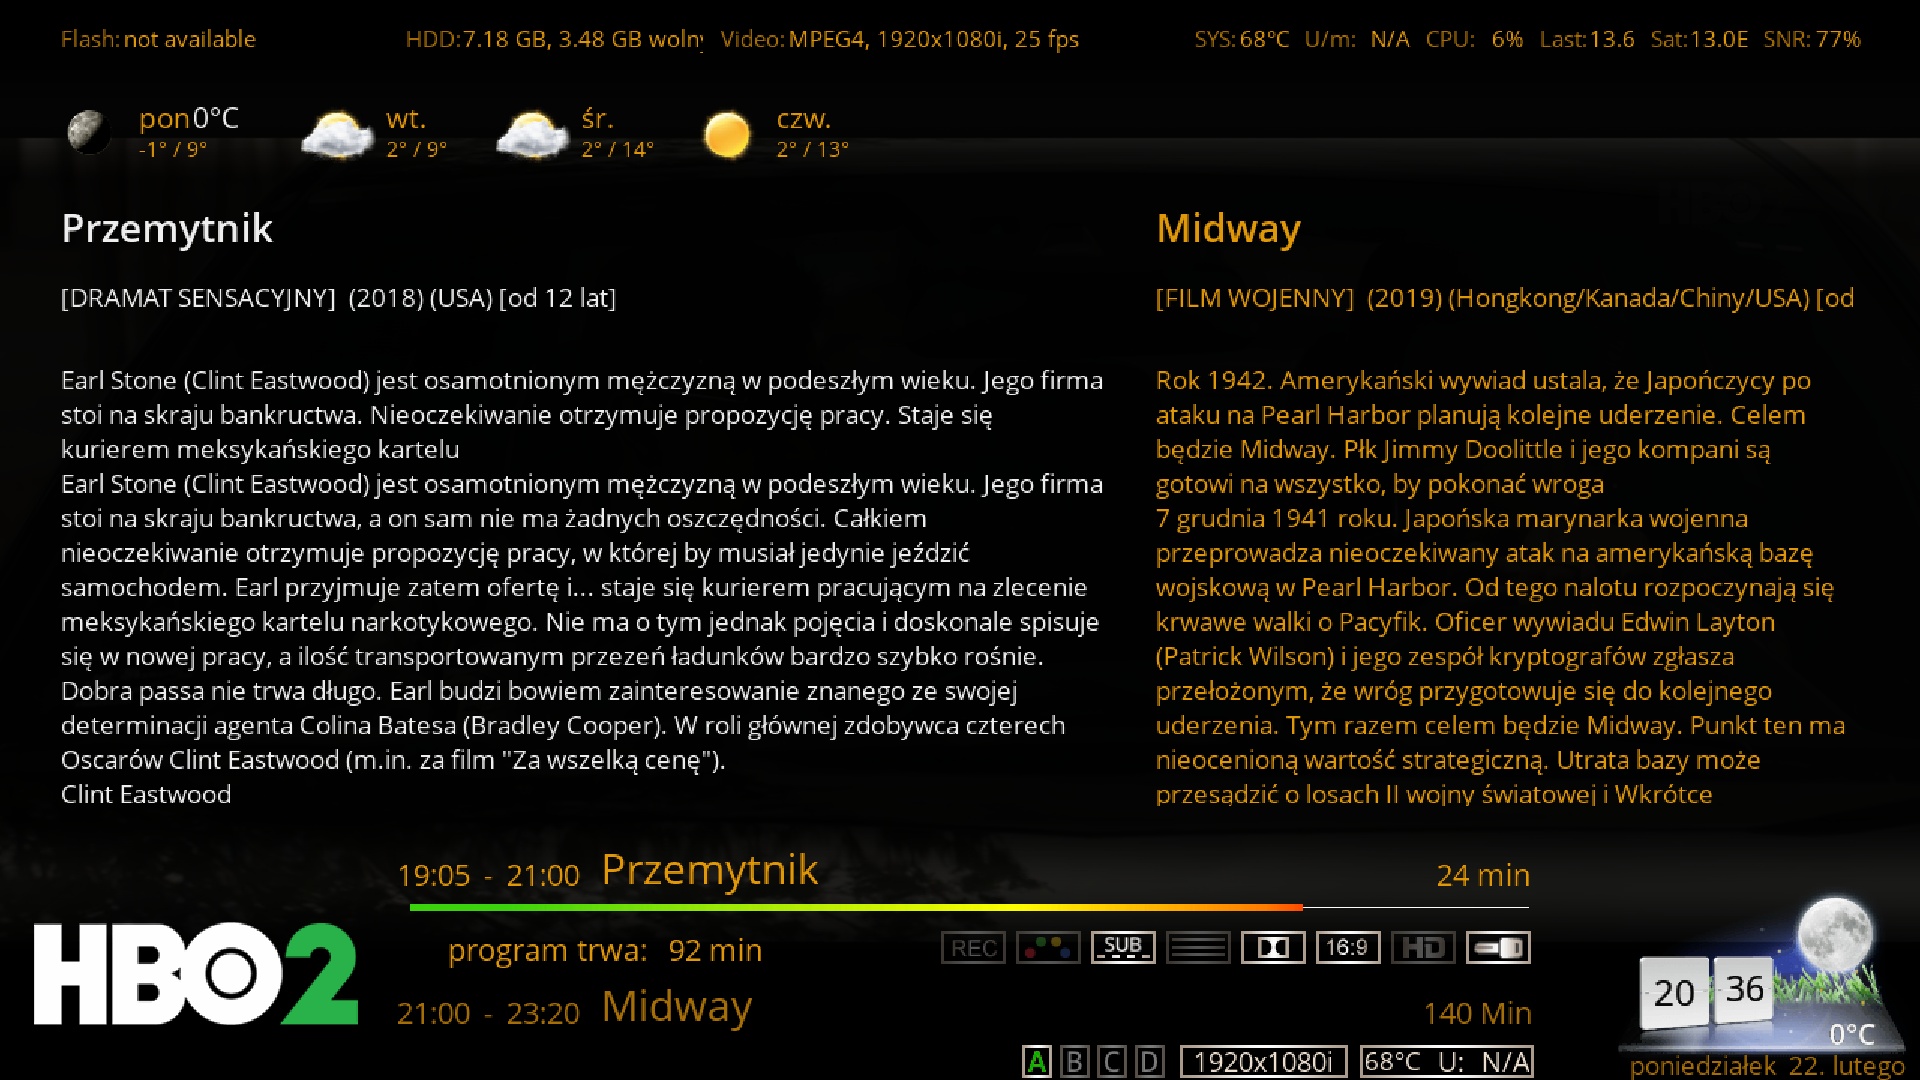 Flash: not available HDD: 7.18 GB, 3.48 GB wolny Video: MPEG4, 1920x1080i, 25 fps SYS: 68°C U/m: N/A CPU: 6% Last: 13.6 Sat: 13.0E SNR: 77%
pon 0°C wt. śr. czw.
-1° / 9° 2° / 9° 2° / 14° 2° / 13°
Przemytnik
[DRAMAT SENSACYJNY] (2018) (USA) [od 12 lat]
Earl Stone (Clint Eastwood) jest osamotnionym mężczyzną w podeszłym wieku. Jego firma
stoi na skraju bankructwa. Nieoczekiwanie otrzymuje propozycję pracy. Staje się
kurierem meksykańskiego kartelu
Earl Stone (Clint Eastwood) jest osamotnionym mężczyzną w podeszłym wieku. Jego firma
stoi na skraju bankructwa, a on sam nie ma żadnych oszczędności. Całkiem
nieoczekiwanie otrzymuje propozycję pracy, w której by musiał jedynie jeździć
samochodem. Earl przyjmuje zatem ofertę i... staje się kurierem pracującym na zlecenie
meksykańskiego kartelu narkotykowego. Nie ma o tym jednak pojęcia i doskonale spisuje
się w nowej pracy, a ilość transportowanym przezeń ładunków bardzo szybko rośnie.
Dobra passa nie trwa długo. Earl budzi bowiem zainteresowanie znanego ze swojej
determinacji agenta Colina Batesa (Bradley Cooper). W roli głównej zdobywca czterech
Oscarów Clint Eastwood (m.in. za film "Za wszelką cenę").
Clint Eastwood
Midway
[FILM WOJENNY] (2019) (Hongkong/Kanada/Chiny/USA) [od
Rok 1942. Amerykański wywiad ustala, że Japończycy po
ataku na Pearl Harbor planują kolejne uderzenie. Celem
będzie Midway. Płk Jimmy Doolittle i jego kompani są
gotowi na wszystko, by pokonać wroga
7 grudnia 1941 roku. Japońska marynarka wojenna
przeprowadza nieoczekiwany atak na amerykańską bazę
wojskową w Pearl Harbor. Od tego nalotu rozpoczynają się
krwawe walki o Pacyfik. Oficer wywiadu Edwin Layton
(Patrick Wilson) i jego zespół kryptografów zgłasza
przełożonym, że wróg przygotowuje się do kolejnego
uderzenia. Tym razem celem będzie Midway. Punkt ten ma
nieocenioną wartość strategiczną. Utrata bazy może
przesądzić o losach II wojny światowej i Wkrótce
19:05 - 21:00 Przemytnik 24 min
HBO2
program trwa: 92 min REC SUB 16:9 HD
21:00 - 23:20 Midway 140 Min
20 36
0°C
A B C D 1920x1080i 68°C U: N/A
poniedziałek 22. lutego